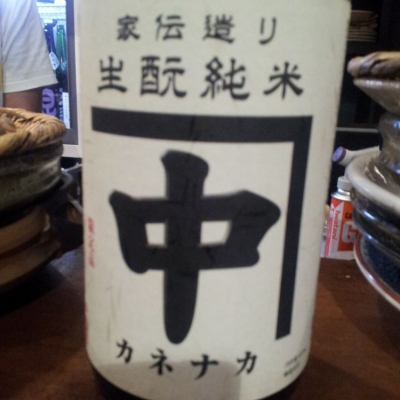 家伝造り
生酛純米
中
カネナカ